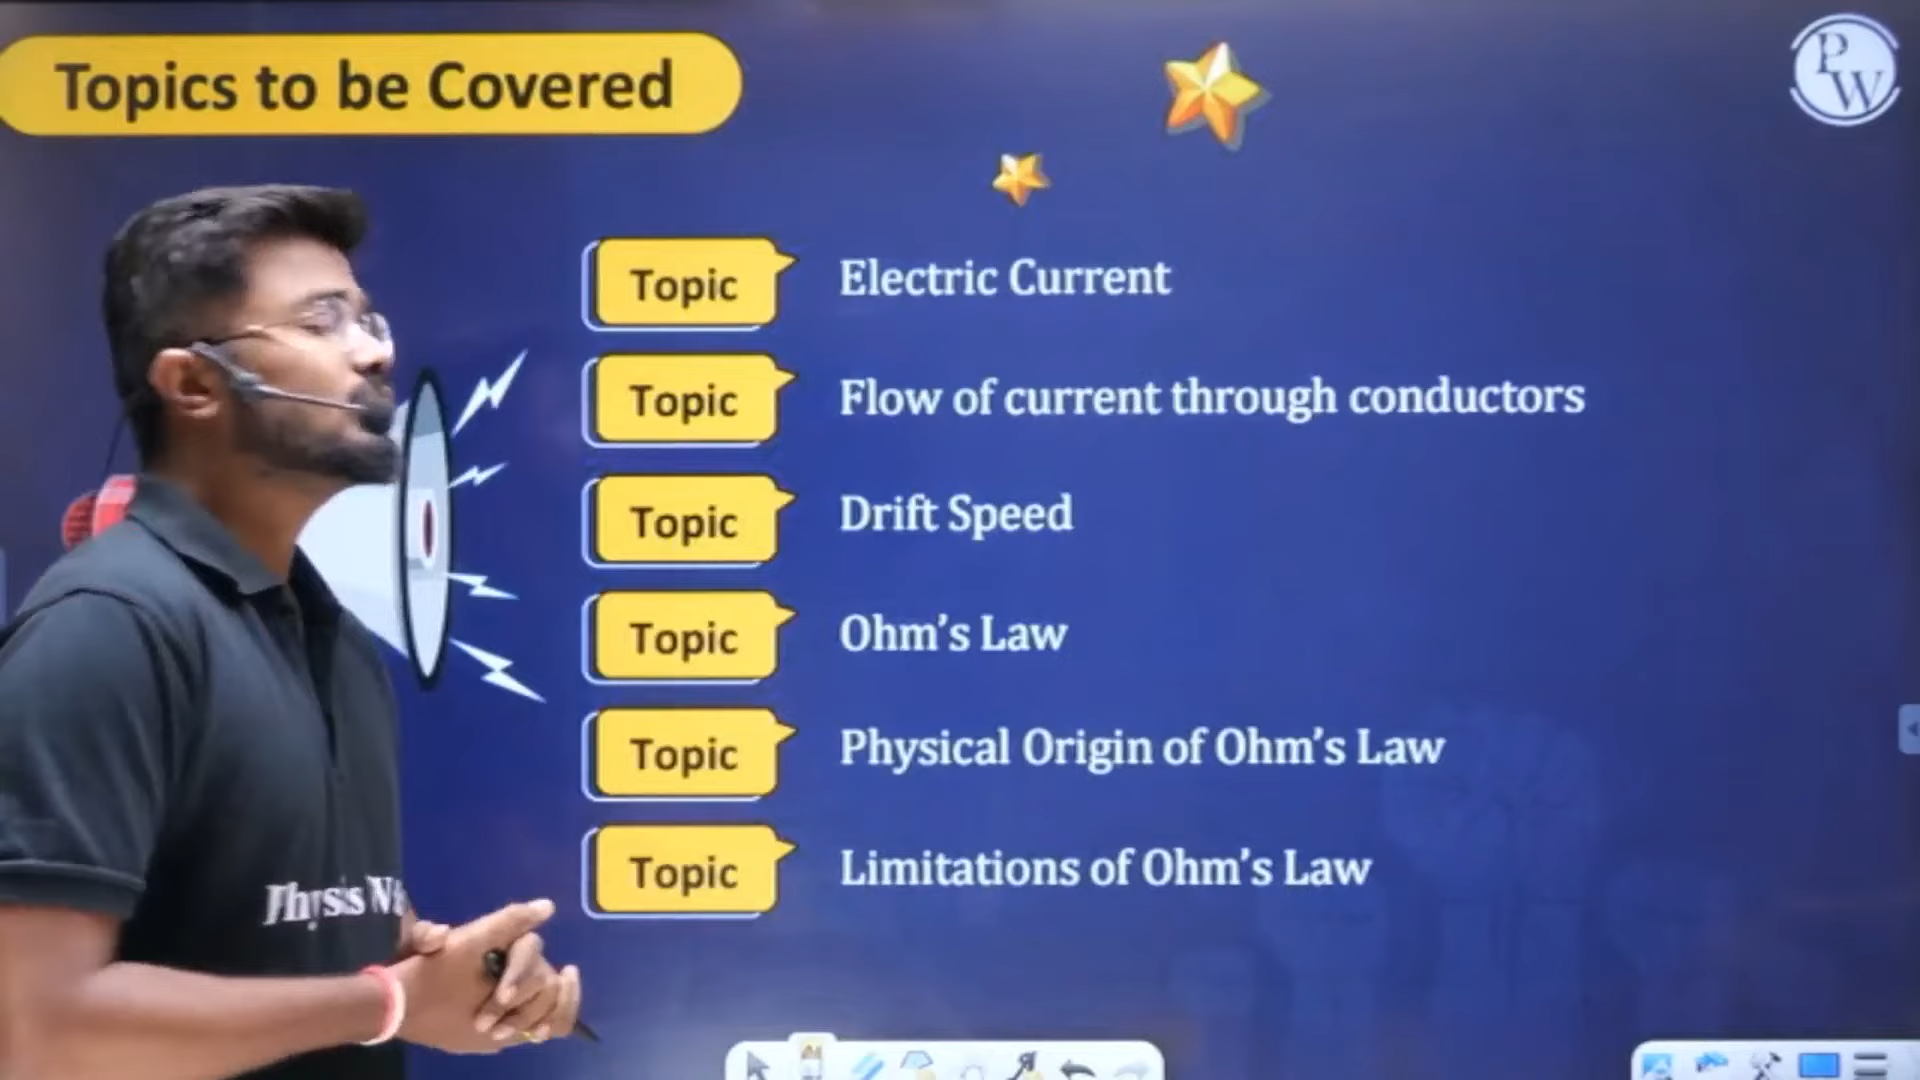 Topics to be Covered
PW
Topic Electric Current
Topic Flow of current through conductors
Topic Drift Speed
Topic Ohm's Law
Topic Physical Origin of Ohm's Law
Topic Limitations of Ohm's Law